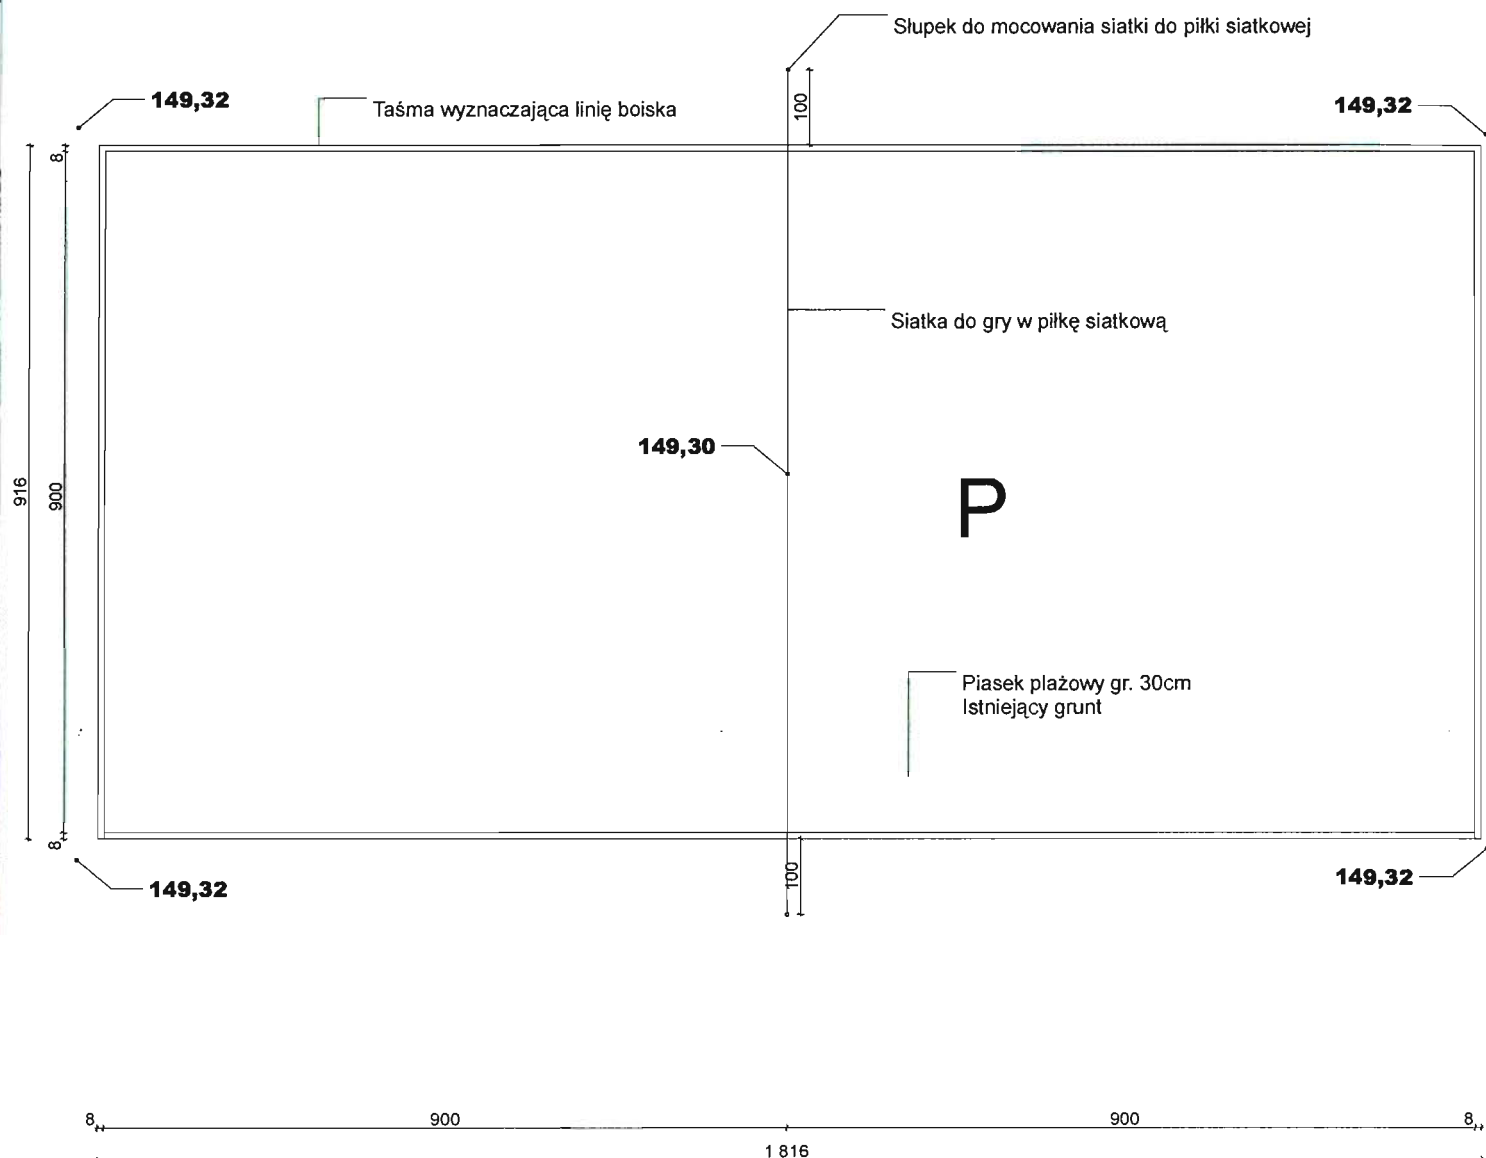 Słupek do mocowania siatki do piłki siatkowej
149,32
Taśma wyznaczająca linię boiska
100
149,32
8
Siatka do gry w piłkę siatkową
149,30
916
900
P
Piasek plażowy gr. 30cm
Istniejący grunt
8
149,32
100
149,32
8
900
900
8
1 816